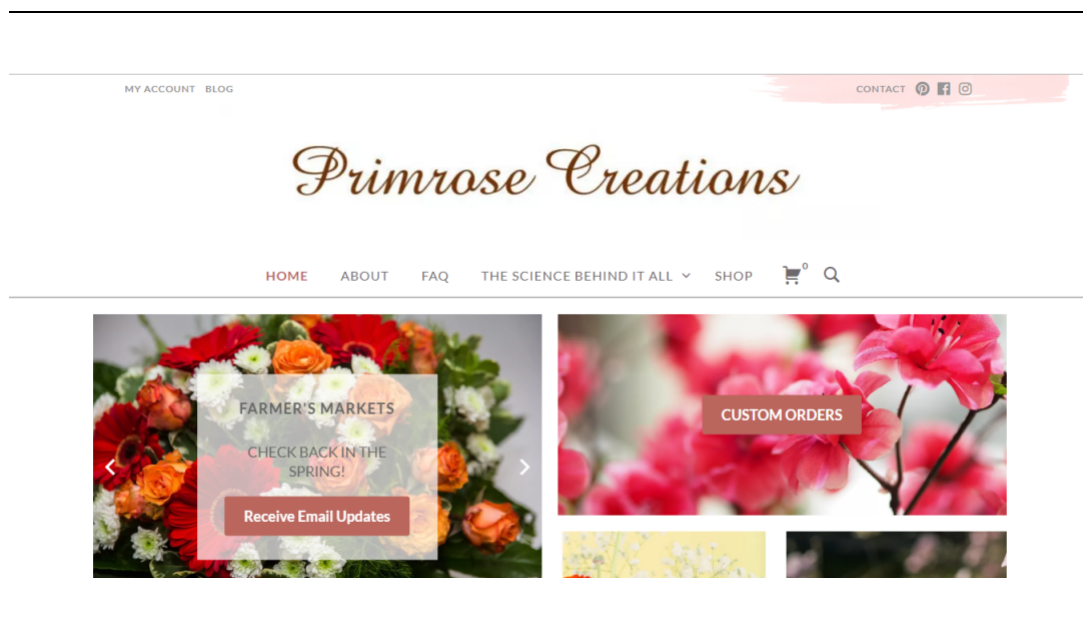 MY ACCOUNT BLOG CONTACT
Primrose Creations
HOME ABOUT FAQ THE SCIENCE BEHIND IT ALL SHOP 0
FARMER'S MARKETS
CHECK BACK IN THE
SPRING!
Receive Email Updates
CUSTOM ORDERS